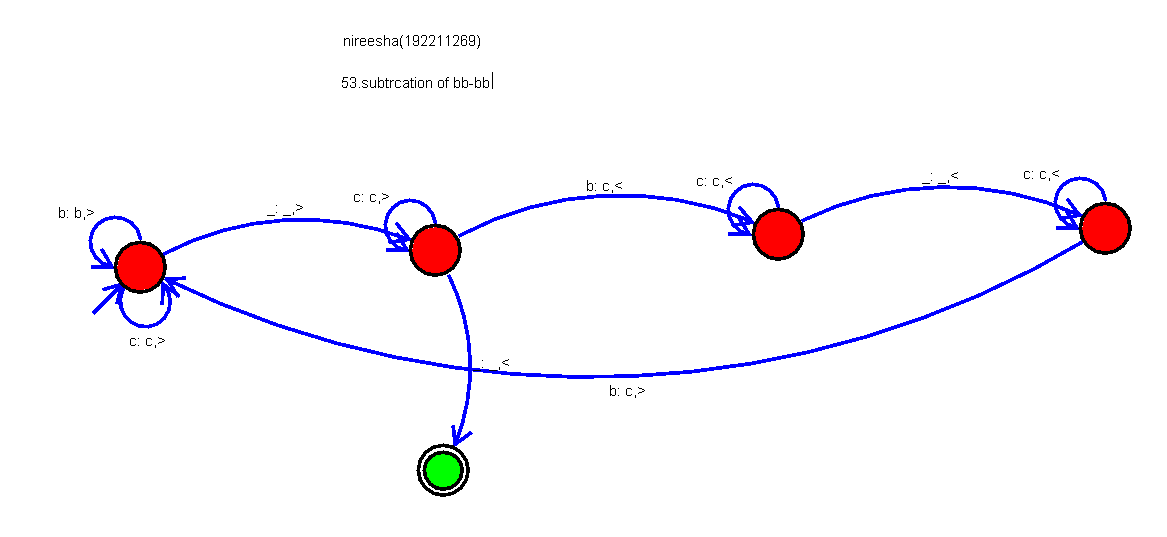 nireesha(192211269)
53.subtrcation of bb-bb
c: c,<
c: c,<
_: _,<
b: c,<
c: c,>
_: _,>
b: b,>
c: c,>
_: _,<
b: c,>